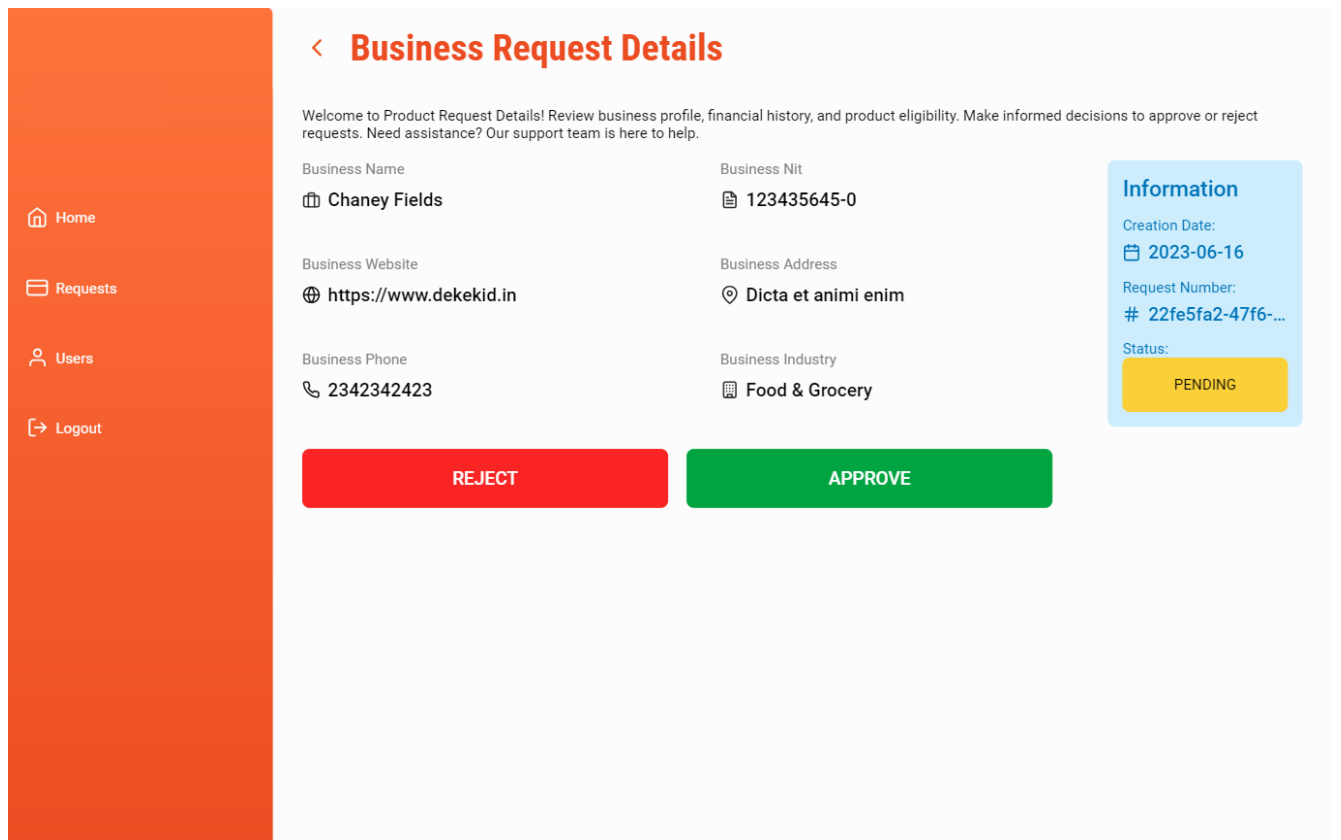 Business Request Details
Welcome to Product Request Details! Review business profile, financial history, and product eligibility. Make informed decisions to approve or reject
requests. Need assistance? Our support team is here to help.
Home
Requests
Users
Logout
Business Name
Chaney Fields
Business Nit
123435645-0
Business Website
https://www.dekekid.in
Business Address
Dicta et animi enim
Business Phone
2342342423
Business Industry
Food & Grocery
REJECT
APPROVE
Information
Creation Date:
2023-06-16
Request Number:
# 22fe5fa2-47f6-...
Status:
PENDING